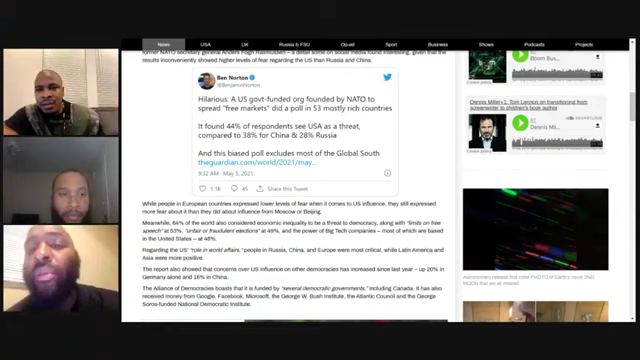 News USA UK Russia & FSU Op-ed Sport Business Shows Podcasts Projects
former NATO secretary general Anders Fogh Rasmussen – a detail some on social media found interesting, given that the
results inconveniently showed higher levels of fear regarding the US than Russia and China.
Ben Norton
@BenjaminNorton
Hilarious: A US govt-funded org founded by NATO to
spread "free markets" did a poll in 53 mostly rich countries
It found 44% of respondents see USA as a threat,
compared to 38% for China & 28% Russia
And this biased poll excludes most of the Global South
theguardian.com/world/2021/may...
9:32 AM · May 5, 2021
1.1K 45 Share this Tweet
While people in European countries expressed lower levels of fear when it comes to US influence, they still expressed
more fear about it than they did about influence from Moscow or Beijing.
Meanwhile, 64% of the world also considered economic inequality to be a threat to democracy, along with "limits on free
speech" at 53%, "unfair or fraudulent elections" at 49%, and the power of Big Tech companies – most of which are based
in the United States – at 48%.
Regarding the US' "role in world affairs," people in Russia, China, and Europe were most critical, while Latin America and
Asia were more positive.
The report also showed that concerns over US influence on other democracies has increased since last year – up 20% in
Germany alone and 16% in China.
The Alliance of Democracies boasts that it is funded by "several democratic governments," including Canada. It has also
received money from Google, Facebook, Microsoft, the George W. Bush Institute, the Atlantic Council and the George
Soros-founded National Democratic Institute.
Boom Bus...
Cookie policy
Dennis Miller+1: Tom Lennon on transitioning from
screenwriter to children's book author
SOUNDCLOUD
Dennis Mil...
Cookie policy
Astronomers release hot color PHOTO of Earth's novel 2ND
MOON that we all missed